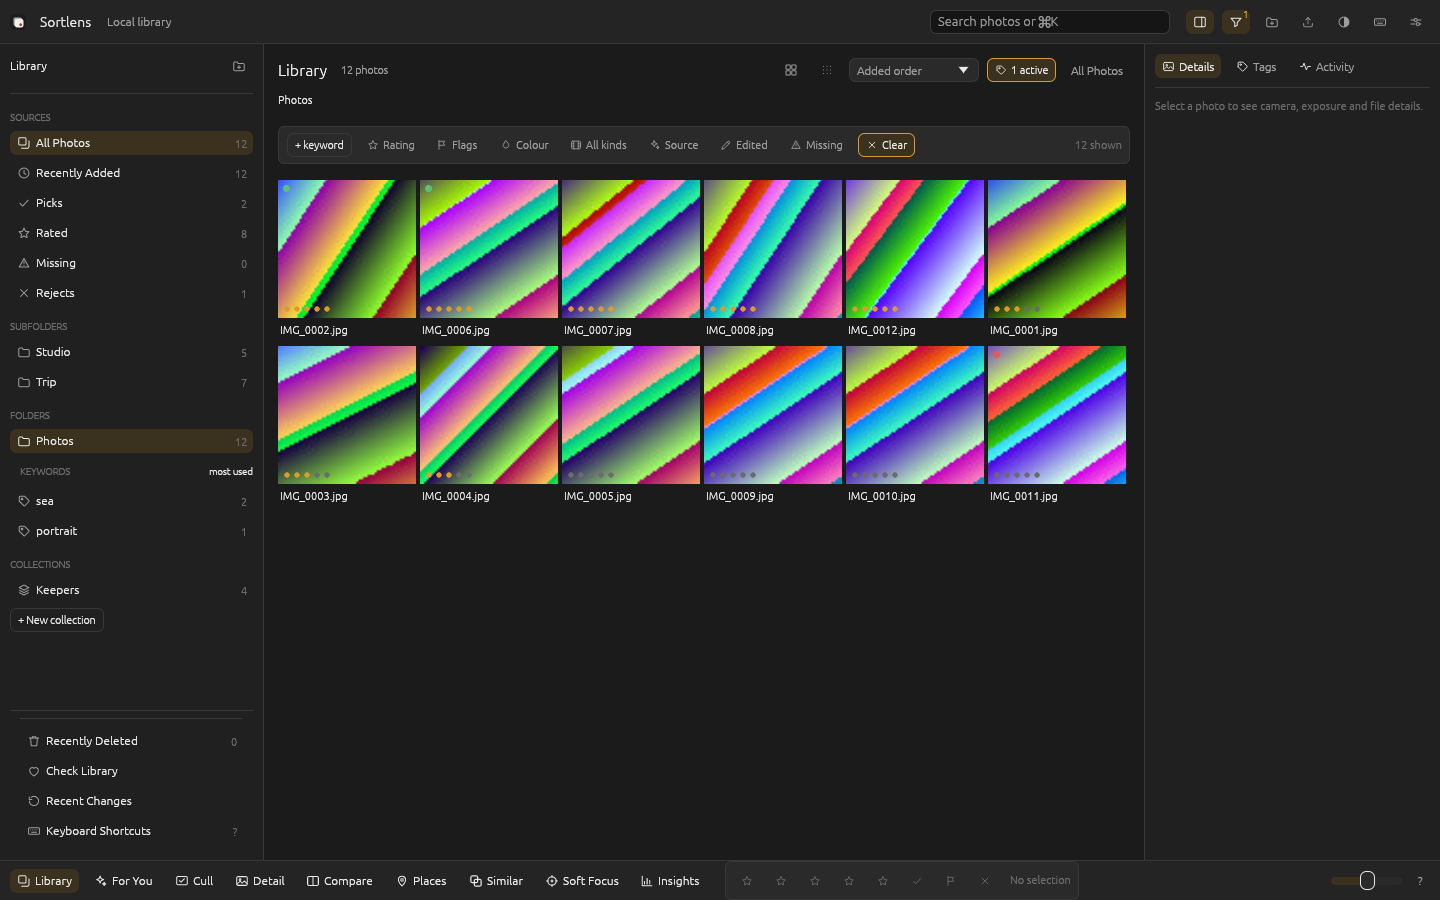 Sortlens Local library Search photos or ⌘K 1
Library
SOURCES
All Photos 12
Recently Added 12
Picks 2
Rated 8
Missing 0
Rejects 1
SUBFOLDERS
Studio 5
Trip 7
FOLDERS
Photos 12
KEYWORDS most used
sea 2
portrait 1
COLLECTIONS
Keepers 4
+ New collection
Recently Deleted 0
Check Library
Recent Changes
Keyboard Shortcuts ?
Library 12 photos Added order 1 active All Photos
Photos
+ keyword Rating Flags Colour All kinds Source Edited Missing Clear 12 shown
IMG_0002.jpg IMG_0006.jpg IMG_0007.jpg IMG_0008.jpg IMG_0012.jpg IMG_0001.jpg
IMG_0003.jpg IMG_0004.jpg IMG_0005.jpg IMG_0009.jpg IMG_0010.jpg IMG_0011.jpg
Details Tags Activity
Select a photo to see camera, exposure and file details.
Library For You Cull Detail Compare Places Similar Soft Focus Insights No selection ?